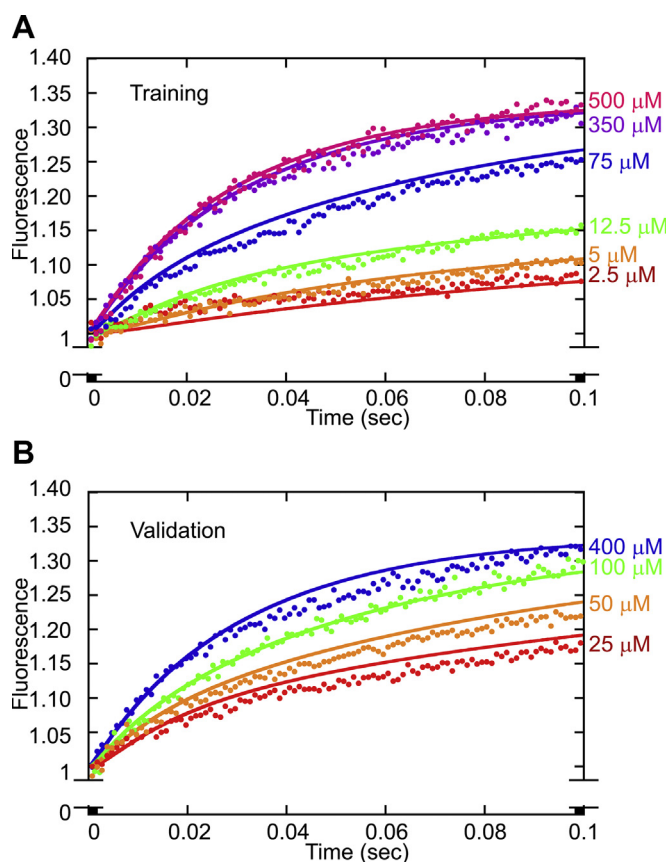 A
Training
Fluorescence
1.40
1.35
1.30
1.25
1.20
1.15
1.10
1.05
1
0
500 µM
350 µM
75 µM
12.5 µM
5 µM
2.5 µM
0 0.02 0.04 0.06 0.08 0.1
Time (sec)
B
Validation
Fluorescence
1.40
1.35
1.30
1.25
1.20
1.15
1.10
1.05
1
0
400 µM
100 µM
50 µM
25 µM
0 0.02 0.04 0.06 0.08 0.1
Time (sec)